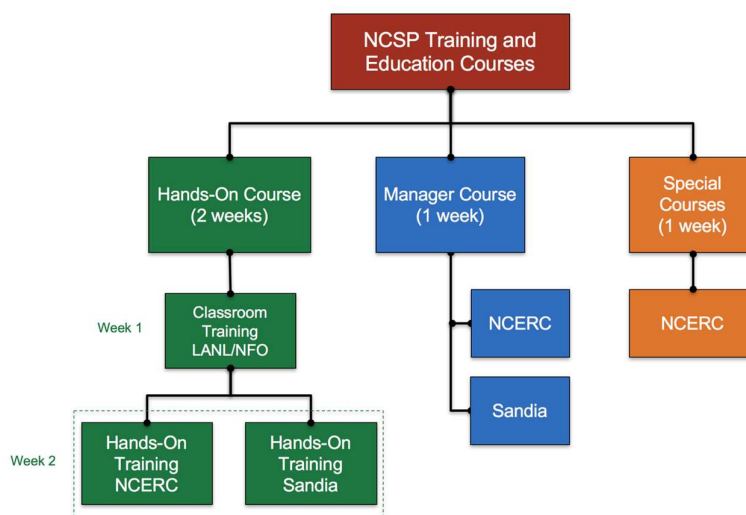 NCSP Training and
Education Courses
Hands-On Course
(2 weeks)
Manager Course
(1 week)
Special
Courses
(1 week)
Week 1
Classroom
Training
LANL/NFO
NCERC
NCERC
Sandia
Week 2
Hands-On
Training
NCERC
Hands-On
Training
Sandia